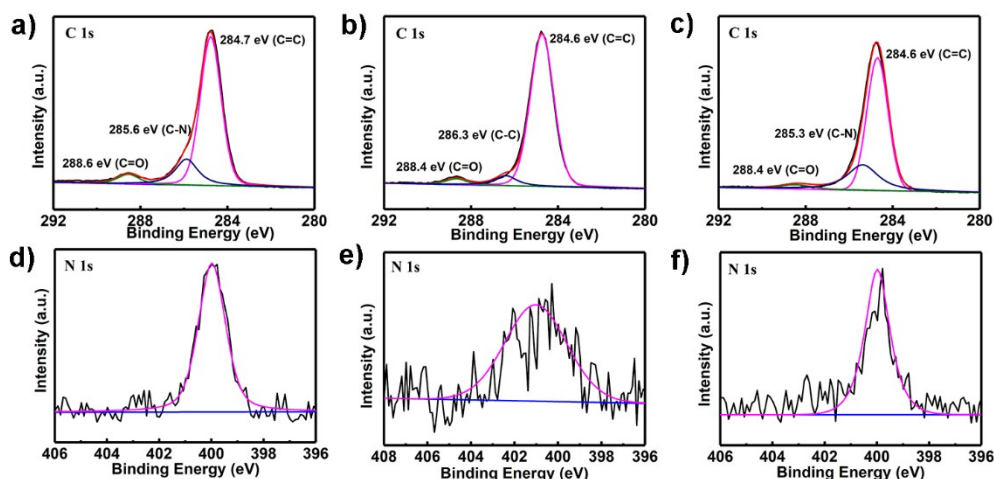 a)
C 1s
284.7 eV (C=C)
285.6 eV (C-N)
288.6 eV (C=O)
Intensity (a.u.)
292 288 284 280
Binding Energy (eV)
b)
C 1s
284.6 eV (C=C)
286.3 eV (C-C)
288.4 eV (C=O)
Intensity (a.u.)
292 288 284 280
Binding Energy (eV)
c)
C 1s
284.6 eV (C=C)
285.3 eV (C-N)
288.4 eV (C=O)
Intensity (a.u.)
292 288 284 280
Binding Energy (eV)
d)
N 1s
Intensity (a.u.)
406 404 402 400 398 396
Binding Energy (eV)
e)
N 1s
Intensity (a.u.)
408 406 404 402 400 398 396
Binding Energy (eV)
f)
N 1s
Intensity (a.u.)
406 404 402 400 398 396
Binding Energy (eV)